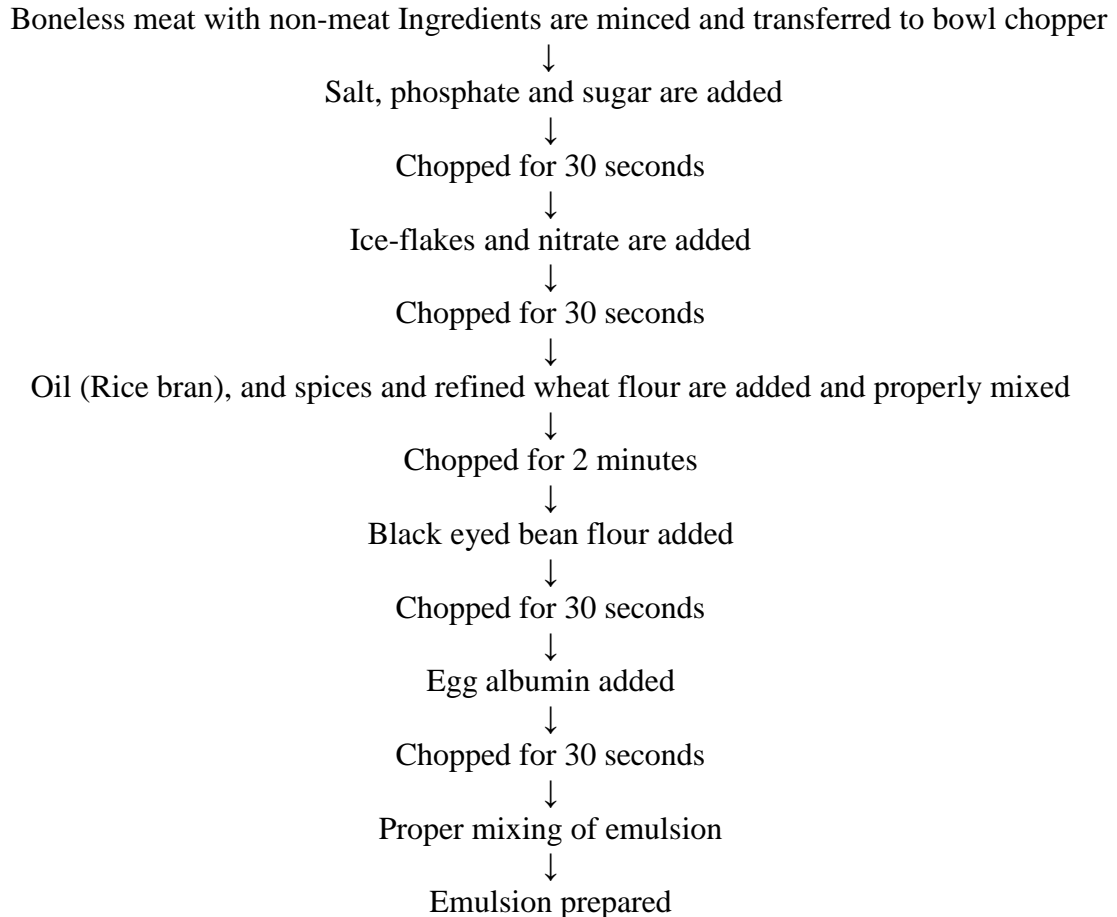 Boneless meat with non-meat Ingredients are minced and transferred to bowl chopper
↓
Salt, phosphate and sugar are added
↓
Chopped for 30 seconds
↓
Ice-flakes and nitrate are added
↓
Chopped for 30 seconds
↓
Oil (Rice bran), and spices and refined wheat flour are added and properly mixed
↓
Chopped for 2 minutes
↓
Black eyed bean flour added
↓
Chopped for 30 seconds
↓
Egg albumin added
↓
Chopped for 30 seconds
↓
Proper mixing of emulsion
↓
Emulsion prepared